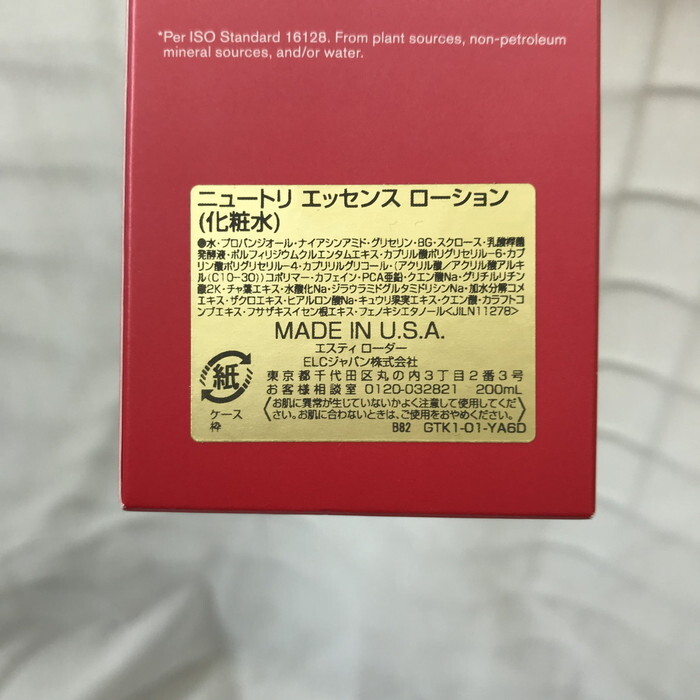 *Per ISO Standard 16128. From plant sources, non-petroleum
mineral sources, and/or water.
ニュートリ エッセンス ローション
(化粧水)
●水・プロパンジオール・ナイアシンアミド・グリセリン・BG・スクロース・乳酸桿菌
発酵液・ポルフィリジウムクルエンタムエキス・カプリル酸ポリグリセリル-6・カプ
リン酸ポリグリセリル-4・カプリリルグリコール・(アクリル酸/アクリル酸アルキ
ル(C10-30))コポリマー・カフェイン・PCA亜鉛・クエン酸Na・グリチルリチン
酸2K・チャ葉エキス・水酸化Na・ジラウラミドグルタミドリシンNa・加水分解コメ
エキス・ザクロエキス・ヒアルロン酸Na・キュウリ果実エキス・クエン酸・カラフトコ
ンブエキス・フサザキスイセン根エキス・フェノキシエタノール<JILN11278>
MADE IN U.S.A.
エスティ ローダー
ELCジャパン株式会社
東京都千代田区丸の内3丁目2番3号
お客様相談室 0120-032821 200mL
〈お肌に異常が生じていないかよく注意して使用してくだ
さい。お肌に合わないときは、ご使用をおやめください。〉
紙
ケース
枠
B82 GTK1-01-YA6D